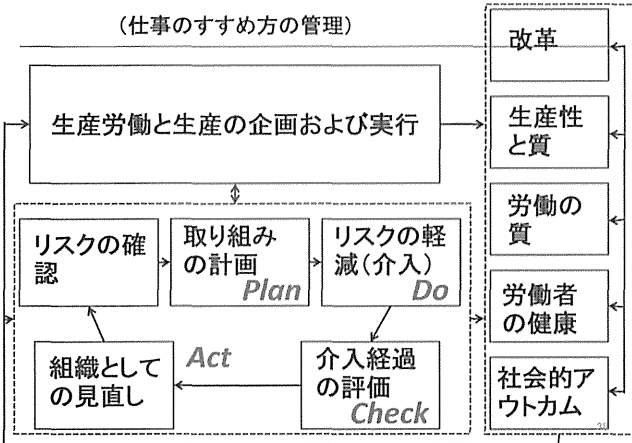 (仕事のすすめ方の管理)
改革
生産労働と生産の企画および実行
生産性
と質
労働の
質
労働者
の健康
社会的ア
ウトカム
リスクの確
認
取り組み
の計画
Plan
リスクの軽
減(介入)
Do
介入経過
の評価
Check
Act
組織として
の見直し